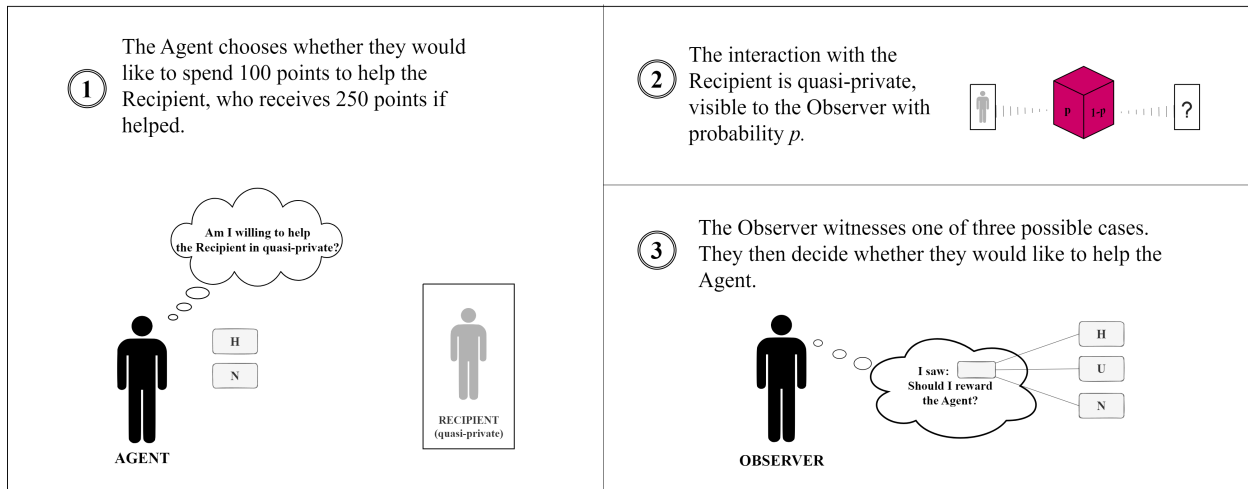 1
The Agent chooses whether they would
like to spend 100 points to help the
Recipient, who receives 250 points if
helped.
Am I willing to help
the Recipient in quasi-private?
H
N
RECIPIENT
(quasi-private)
AGENT
2
The interaction with the
Recipient is quasi-private,
visible to the Observer with
probability p.
p
1-p
?
3
The Observer witnesses one of three possible cases.
They then decide whether they would like to help the
Agent.
I saw:
Should I reward
the Agent?
H
U
N
OBSERVER